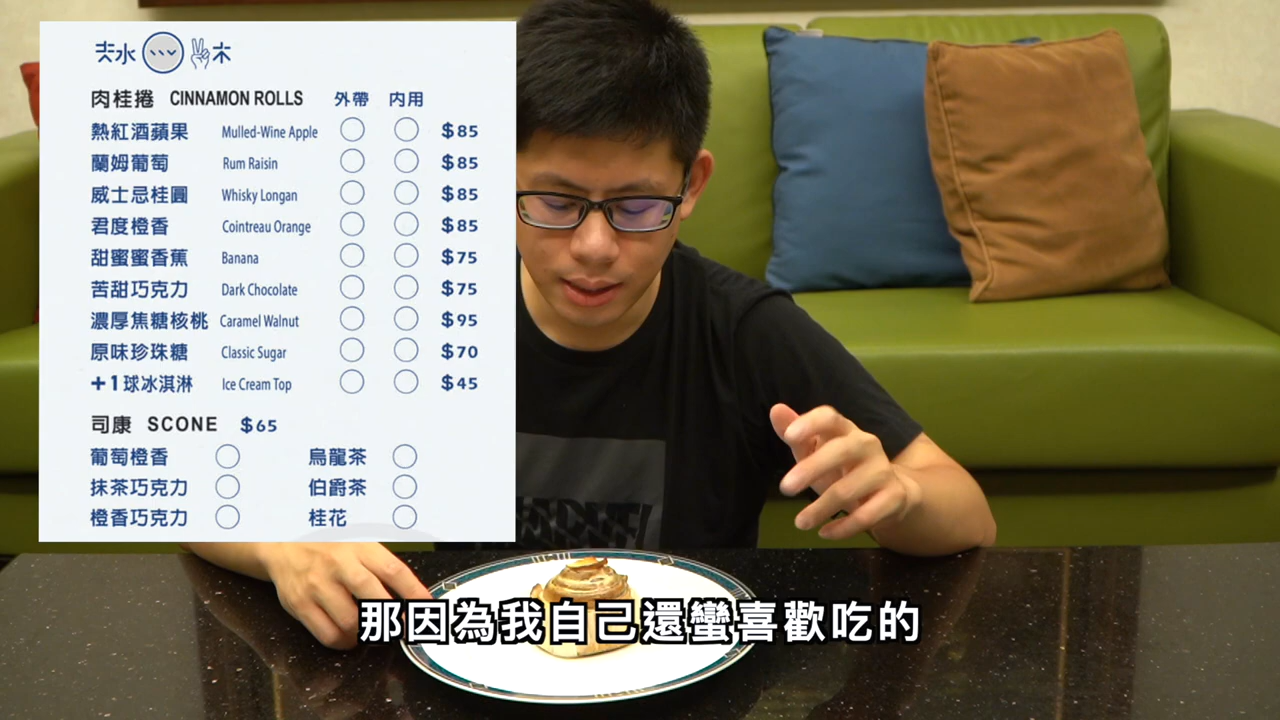 肉桂捲 CINNAMON ROLLS 外帶 內用
熱紅酒蘋果 Mulled-Wine Apple $85
蘭姆葡萄 Rum Raisin $85
威士忌桂圓 Whisky Longan $85
君度橙香 Cointreau Orange $85
甜蜜蜜香蕉 Banana $75
苦甜巧克力 Dark Chocolate $75
濃厚焦糖核桃 Caramel Walnut $95
原味珍珠糖 Classic Sugar $70
+1球冰淇淋 Ice Cream Top $45
司康 SCONE $65
葡萄橙香 烏龍茶
抹茶巧克力 伯爵茶
橙香巧克力 桂花
那因為我自己還蠻喜歡吃的